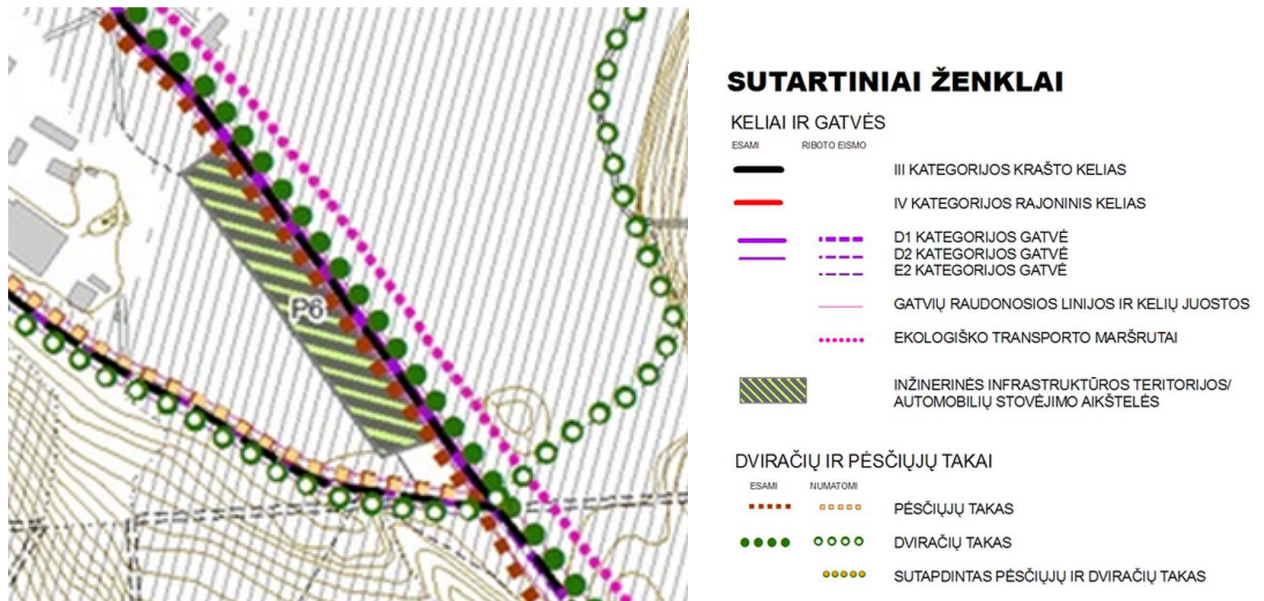 P6
SUTARTINIAI ŽENKLAI
KELIAI IR GATVĖS
ESAMI RIBOTO EISMO
III KATEGORIJOS KRAŠTO KELIAS
IV KATEGORIJOS RAJONINIS KELIAS
D1 KATEGORIJOS GATVĖ
D2 KATEGORIJOS GATVĖ
E2 KATEGORIJOS GATVĖ
GATVIŲ RAUDONOSIOS LINIJOS IR KELIŲ JUOSTOS
EKOLOGIŠKO TRANSPORTO MARŠRUTAI
INŽINERINĖS INFRASTRUKTŪROS TERITORIJOS/
AUTOMOBILIŲ STOVĖJIMO AIKŠTELĖS
DVIRAČIŲ IR PĖSČIŲJŲ TAKAI
ESAMI NUMATOMI
PĖSČIŲJŲ TAKAS
DVIRAČIŲ TAKAS
SUTAPDINTAS PĖSČIŲJŲ IR DVIRAČIŲ TAKAS